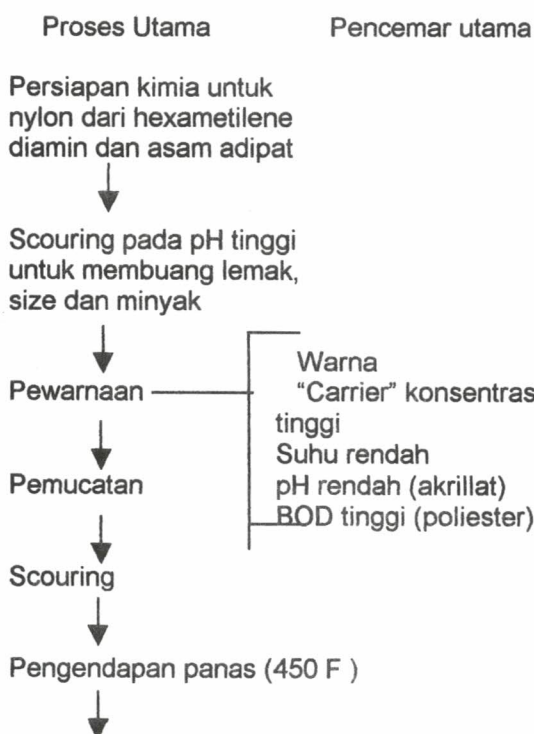 Proses Utama Pencemar utama
Persiapan kimia untuk
nylon dari hexametilene
diamin dan asam adipat
Scouring pada pH tinggi
untuk membuang lemak,
size dan minyak
Pewarnaan
Warna
"Carrier" konsentras
tinggi
Suhu rendah
pH rendah (akrillat)
BOD tinggi (poliester)
Pemucatan
Scouring
Pengendapan panas (450 F )